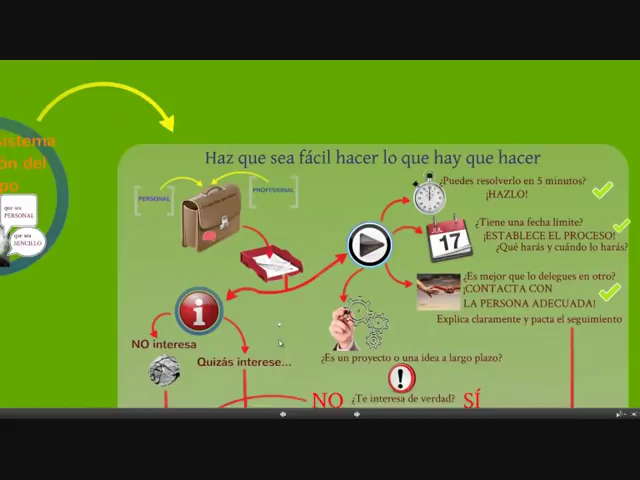 istema
ón del
po
que sea
PERSONAL
que sea
SENCILLO
Haz que sea fácil hacer lo que hay que hacer
PERSONAL
PROFESIONAL
¿Puedes resolverlo en 5 minutos?
¡HAZLO!
JUL
17
¿Tiene una fecha límite?
¡ESTABLECE EL PROCESO!
¿Qué harás y cuándo lo harás?
¿Es mejor que lo delegues en otro?
¡CONTACTA CON
LA PERSONA ADECUADA!
Explica claramente y pacta el seguimiento
NO interesa
Quizás interese...
¿Es un proyecto o una idea a largo plazo?
NO ¿Te interesa de verdad? SÍ